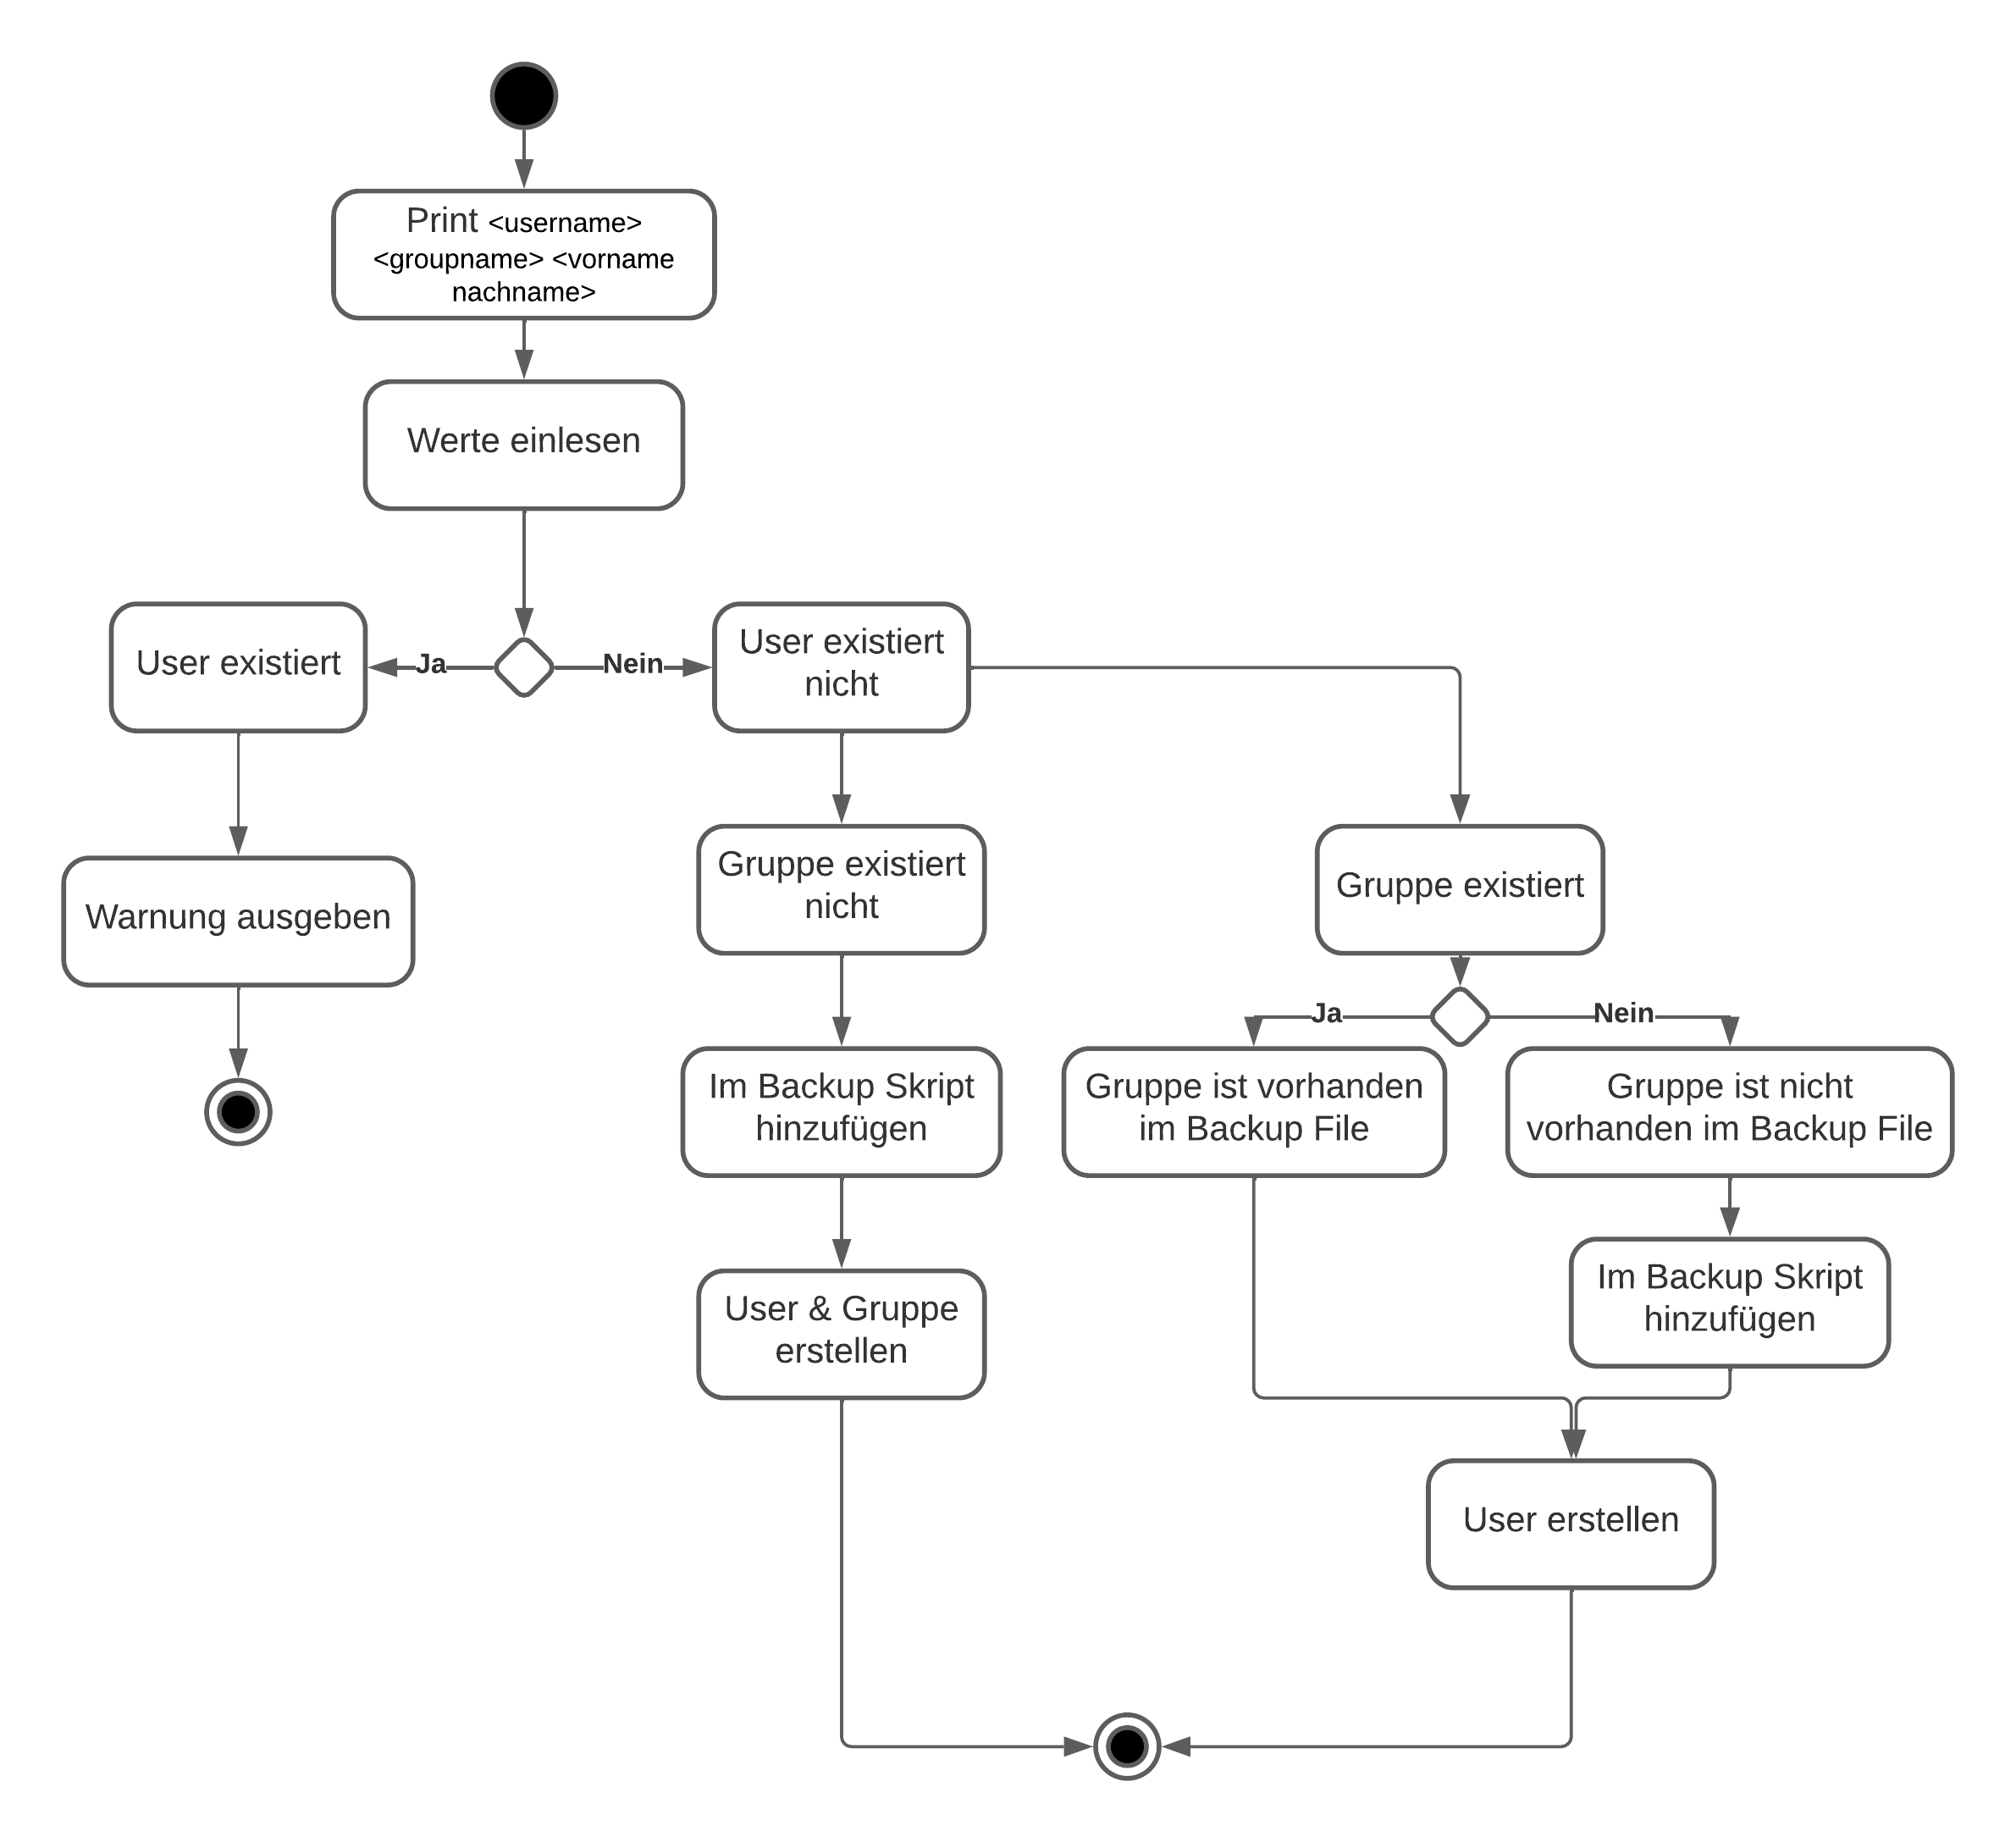 Print <username>
<groupname> <vorname
nachname>
Werte einlesen
User existiert
Ja
Nein
User existiert
nicht
Warnung ausgeben
Gruppe existiert
nicht
Gruppe existiert
Ja
Nein
Im Backup Skript
hinzufügen
Gruppe ist vorhanden
im Backup File
Gruppe ist nicht
vorhanden im Backup File
User & Gruppe
erstellen
Im Backup Skript
hinzufügen
User erstellen